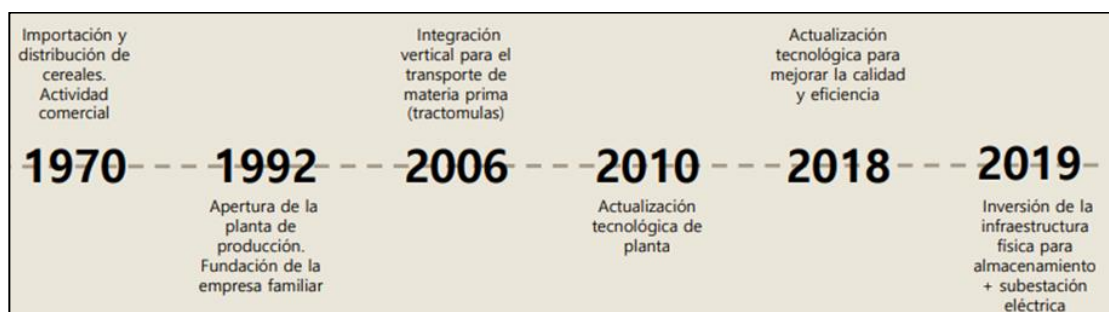 Importación y
distribución de
cereales.
Actividad
comercial
Integración
vertical para el
transporte de
materia prima
(tractomulas)
Actualización
tecnológica para
mejorar la calidad
y eficiencia
1970 1992 2006 2010 2018 2019
Apertura de la
planta de
producción.
Fundación de la
empresa familiar
Actualización
tecnológica de
planta
Inversión de la
infraestructura
física para
almacenamiento
+ subestación
eléctrica